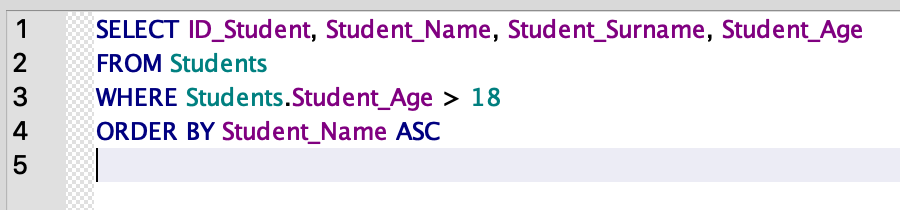 1 SELECT ID_Student, Student_Name, Student_Surname, Student_Age
2 FROM Students
3 WHERE Students.Student_Age > 18
4 ORDER BY Student_Name ASC
5